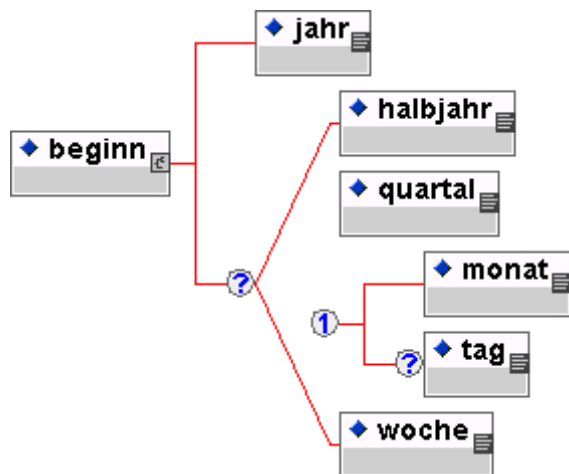 jahr
halbjahr
beginn
quartal
?
monat
1
tag
?
woche